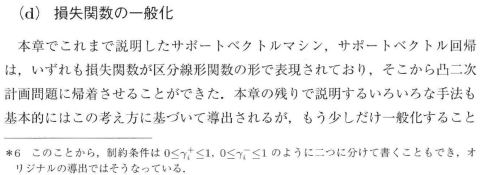 (d) 損失関数の一般化
本章でこれまで説明したサポートベクトルマシン，サポートベクトル回帰
は，いずれも損失関数が区分線形関数の形で表現されており，そこから凸二次
計画問題に帰着させることができた．本章の残りで説明するいろいろな手法も
基本的にはこの考え方に基づいて導出されるが，もう少しだけ一般化すること
*6 このことから，制約条件は 0≤γᵢ⁺≤1, 0≤γᵢ⁻≤1 のように二つに分けて書くこともでき，オ
リジナルの導出ではそうなっている．